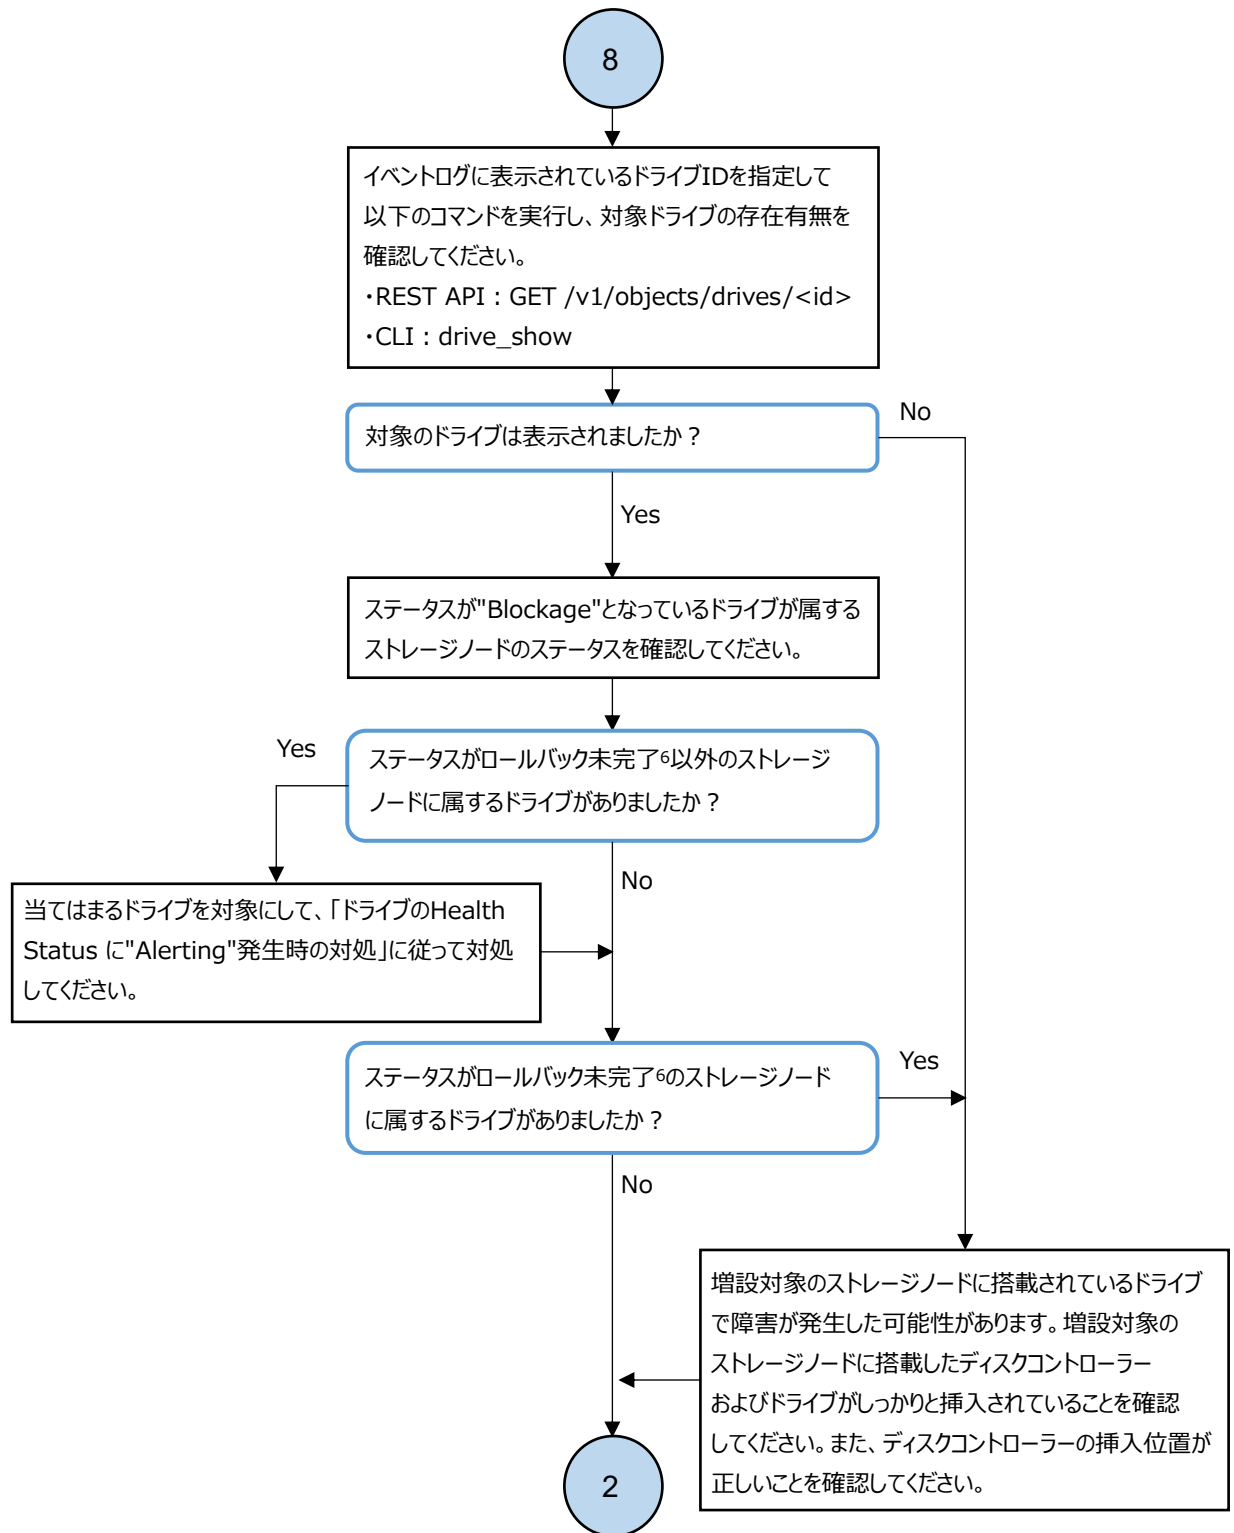 8
イベントログに表示されているドライブIDを指定して
以下のコマンドを実行し、対象ドライブの存在有無を
確認してください。
・REST API：GET /v1/objects/drives/<id>
・CLI：drive_show
対象のドライブは表示されましたか？
No
Yes
ステータスが"Blockage"となっているドライブが属する
ストレージノードのステータスを確認してください。
Yes
ステータスがロールバック未完了6以外のストレージ
ノードに属するドライブがありましたか？
No
当てはまるドライブを対象にして、「ドライブのHealth
Status に"Alerting"発生時の対処」に従って対処
してください。
ステータスがロールバック未完了6のストレージノード
に属するドライブがありましたか？
Yes
No
増設対象のストレージノードに搭載されているドライブ
で障害が発生した可能性があります。増設対象の
ストレージノードに搭載したディスクコントローラー
およびドライブがしっかりと挿入されていることを確認
してください。また、ディスクコントローラーの挿入位置が
正しいことを確認してください。
2